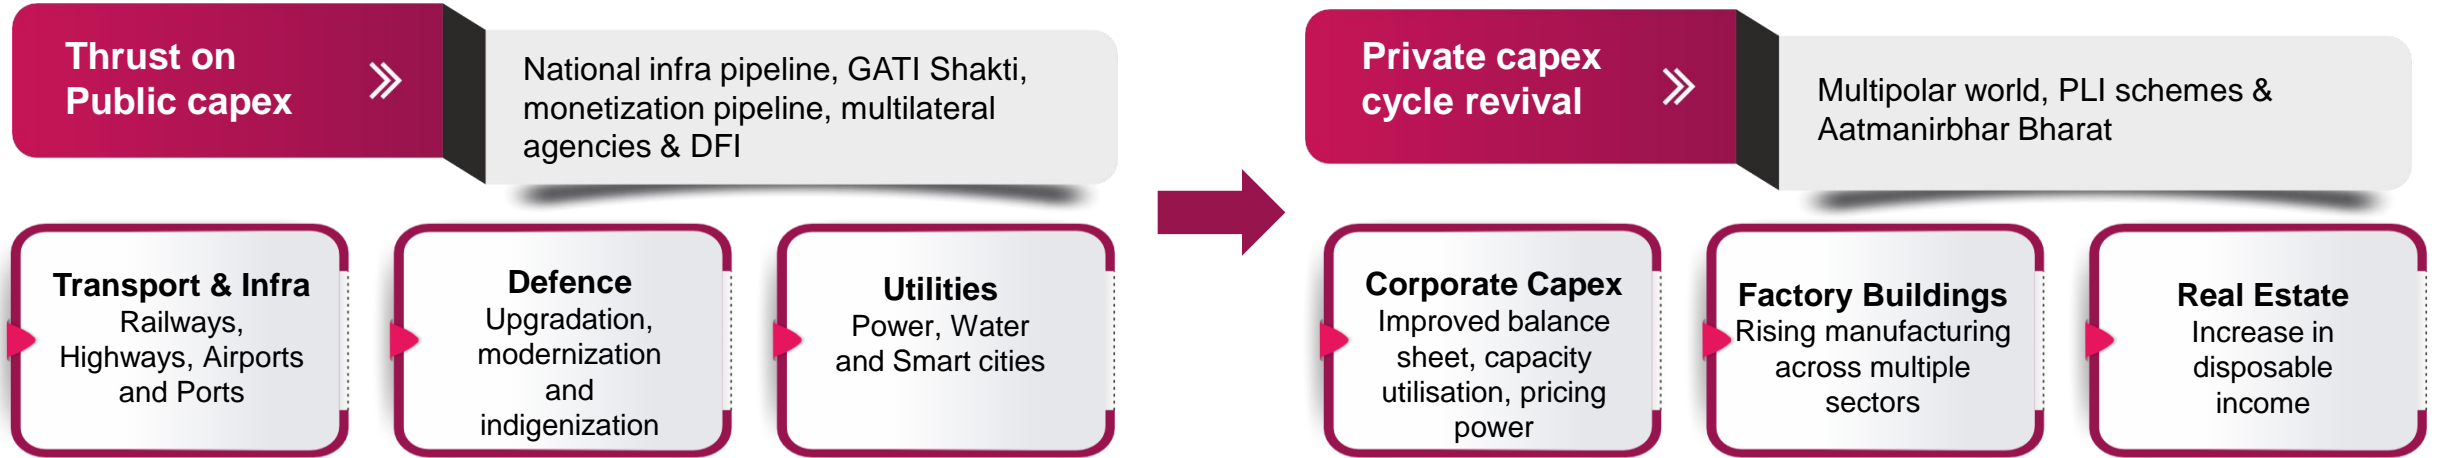 Thrust on
Public capex
National infra pipeline, GATI Shakti,
monetization pipeline, multilateral
agencies & DFI
Private capex
cycle revival
Multipolar world, PLI schemes &
Aatmanirbhar Bharat
Transport & Infra
Railways,
Highways, Airports
and Ports
Defence
Upgradation,
modernization
and
indigenization
Utilities
Power, Water
and Smart cities
Corporate Capex
Improved balance
sheet, capacity
utilisation, pricing
power
Factory Buildings
Rising manufacturing
across multiple
sectors
Real Estate
Increase in
disposable
income